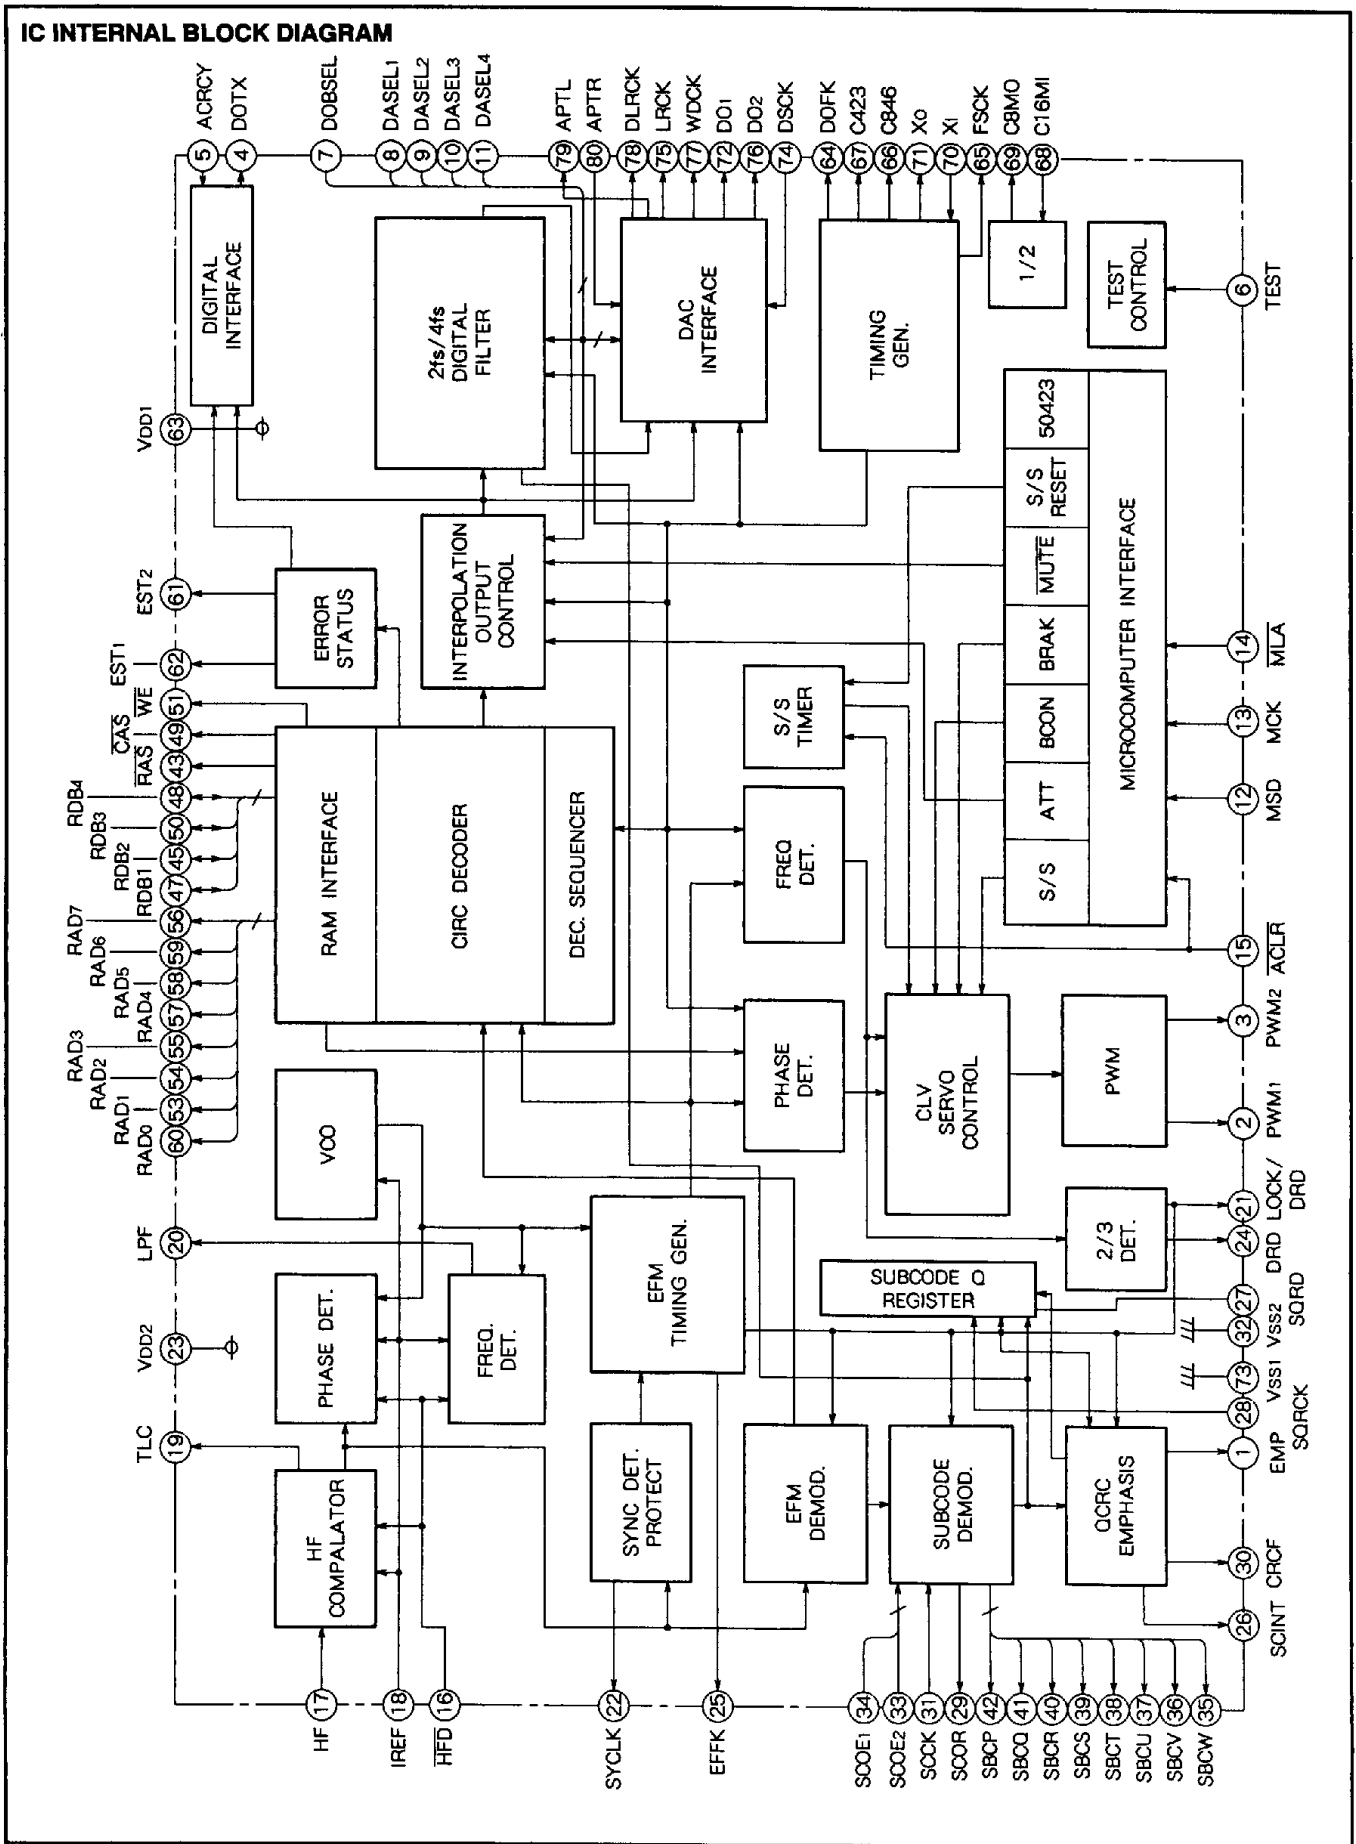 IC INTERNAL BLOCK DIAGRAM
ACRCY
DOTX
DOBSEL
DASEL1
DASEL2
DASEL3
DASEL4
APTL
APTR
DLRCK
LRCK
WDCK
DO1
DO2
DSCK
DOFK
C423
C846
XO
XI
FSCK
C8MO
C16MI
5
4
7
8
9
10
11
79
80
78
75
77
72
76
74
64
67
66
71
70
65
69
68
DIGITAL
INTERFACE
2fs/4fs
DIGITAL
FILTER
DAC
INTERFACE
TIMING
GEN.
1/2
TEST
CONTROL
6
TEST
VDD1
63
EST2
61
EST1
62
WE
51
CAS
49
RAS
43
RDB4
48
RDB3
50
RDB2
45
RDB1
47
RAD7
56
RAD6
59
RAD5
58
RAD4
57
RAD3
55
RAD2
54
RAD1
53
RAD0
60
LPF
20
VDD2
23
TLC
19
ERROR
STATUS
INTERPOLATION
OUTPUT
CONTROL
RAM INTERFACE
CIRC DECODER
DEC. SEQUENCER
S/S
TIMER
FREQ
DET.
PHASE
DET.
50423
S/S
RESET
MUTE
BRAK
BCON
ATT
S/S
MICROCOMPUTER INTERFACE
14
MLA
13
MCK
12
MSD
15
ACLR
3
PWM2
2
PWM1
21
LOCK/
DRD
24
DRD
27
SQRD
32
VSS2
73
VSS1
28
SQRCK
1
EMP
30
CRCF
26
SCINT
CLV
SERVO
CONTROL
PWM
2/3
DET.
VCO
PHASE DET.
FREQ.
DET.
EFM
TIMING GEN.
SUBCODE Q
REGISTER
HF
COMPALATOR
SYNC DET.
PROTECT
EFM
DEMOD.
SUBCODE
DEMOD.
QCRC
EMPHASIS
HF
17
IREF
18
HFD
16
SYCLK
22
EFFK
25
SCOE1
34
SCOE2
33
SCCK
31
SCOR
29
SBCP
42
SBCQ
41
SBCR
40
SBCS
39
SBCT
38
SBCU
37
SBCV
36
SBCW
35